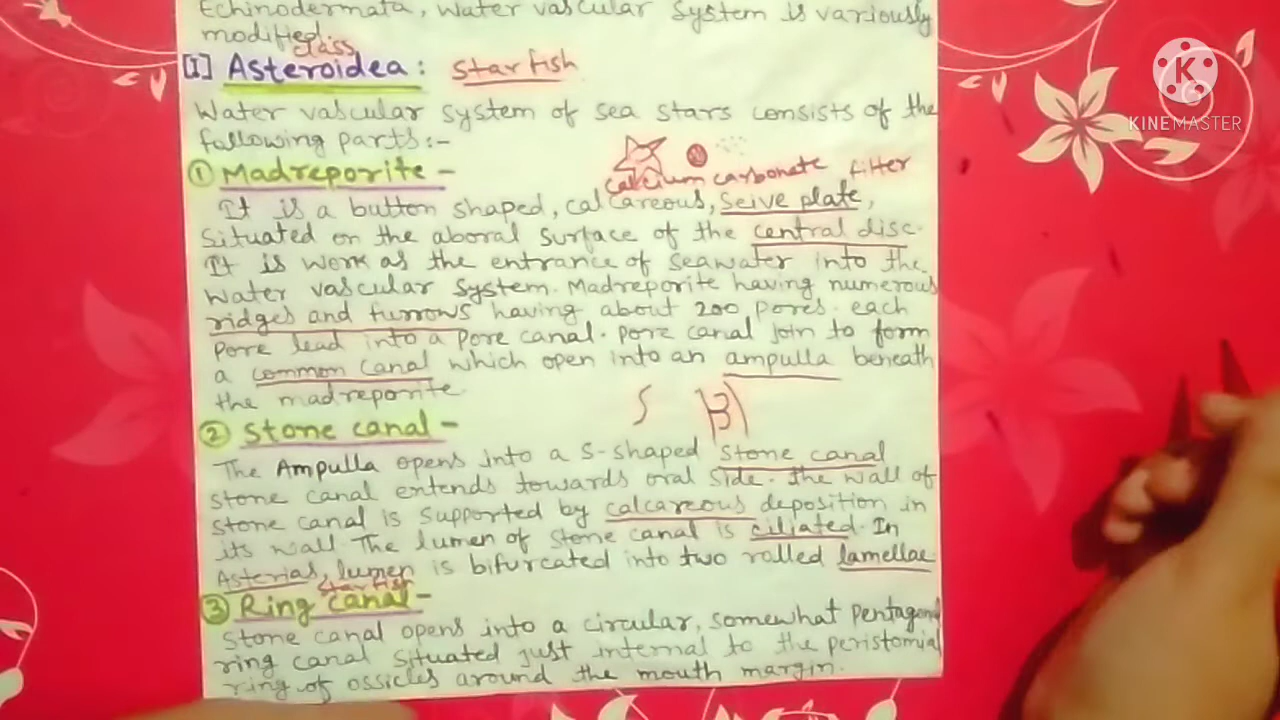 Echinodermata, water vascular System is variously
modified.
class
[I] Asteroidea: Starfish
Water vascular system of sea stars consists of the
following parts:-
① Madreporite -
calcium carbonate filter
It is a button shaped, calcareous, seive plate,
situated on the aboral surface of the central disc.
It is work as the entrance of seawater into the
water vascular system. Madreporite having numerous
ridges and furrows having about 200 pores. each
pore lead into a pore canal. pore canal join to form
a common canal which open into an ampulla beneath
the madreporite
S
② Stone canal -
The Ampulla opens into a S-shaped stone canal
stone canal extends towards oral side. the wall of
stone canal is supported by calcareous deposition in
its wall. The lumen of stone canal is ciliated. In
Asterias, lumen is bifurcated into two rolled lamellae
starfish
③ Ring canal -
Stone canal opens into a circular, somewhat pentagonal
ring canal situated just internal to the peristomial
ring of ossicles around the mouth margin.
K
KINEMASTER